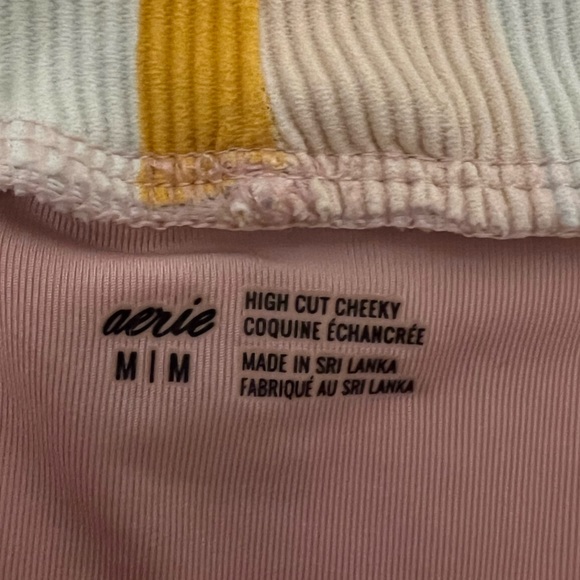 aerie
M | M
HIGH CUT CHEEKY
COQUINE ÉCHANCRÉE
MADE IN SRI LANKA
FABRIQUÉ AU SRI LANKA